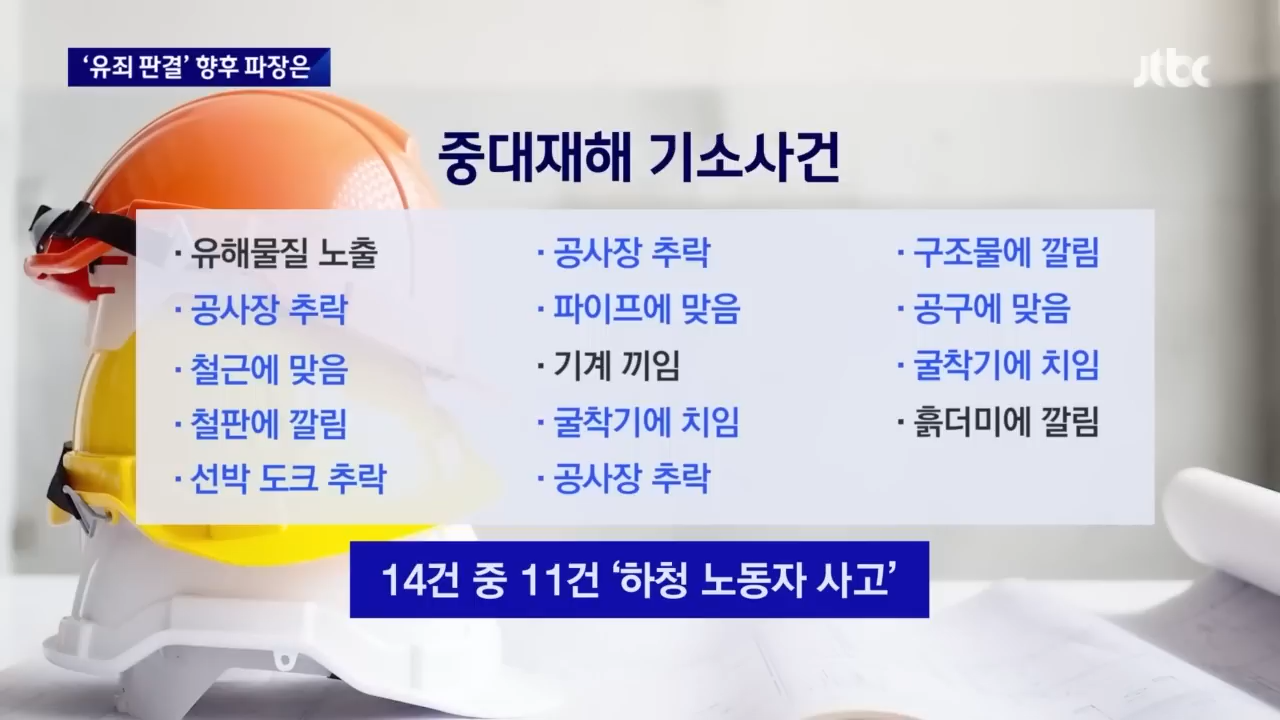 ‘유죄 판결’ 향후 파장은
jtbc
중대재해 기소사건
· 유해물질 노출
· 공사장 추락
· 철근에 맞음
· 철판에 깔림
· 선박 도크 추락
· 공사장 추락
· 파이프에 맞음
· 기계 끼임
· 굴착기에 치임
· 공사장 추락
· 구조물에 깔림
· 공구에 맞음
· 굴착기에 치임
· 흙더미에 깔림
14건 중 11건 ‘하청 노동자 사고’